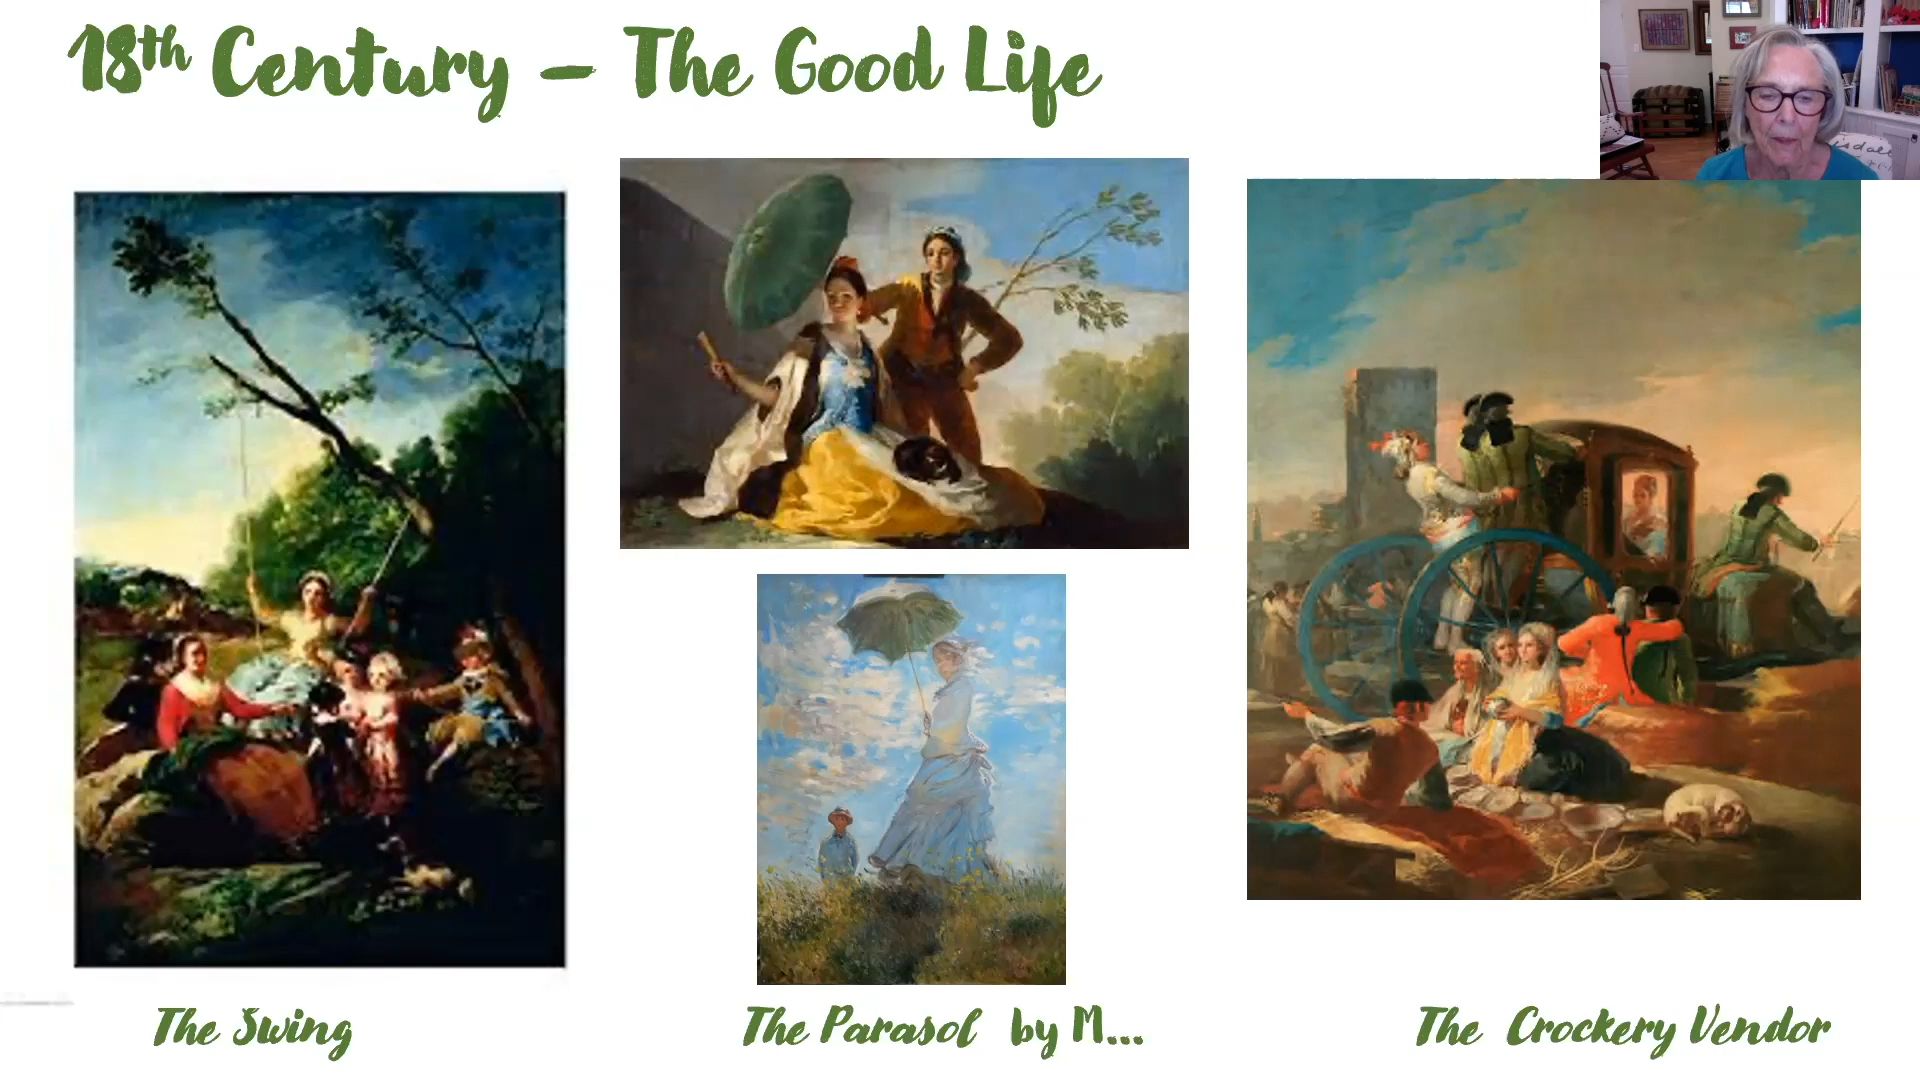 18th Century – The Good Life
The Swing
The Parasol by M...
The Crockery Vendor